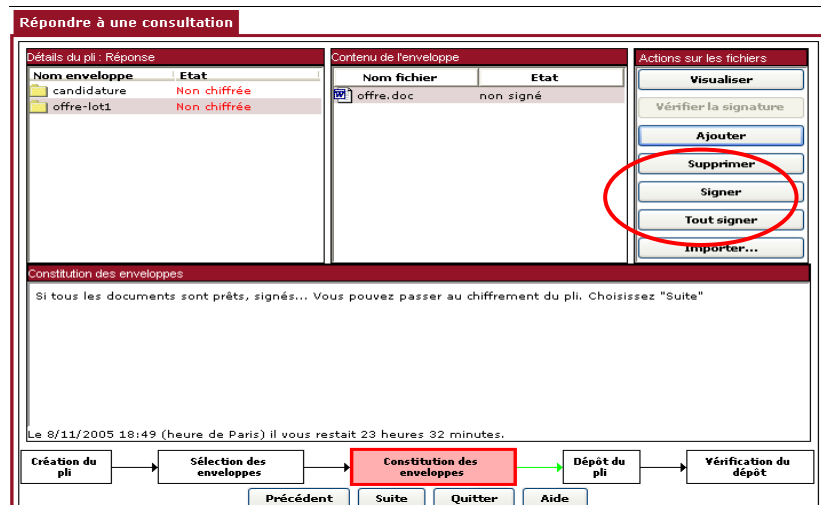 Répondre à une consultation
Détails du pli : Réponse
Nom enveloppe Etat
candidature Non chiffrée
offre-lot1 Non chiffrée
Contenu de l'enveloppe
Nom fichier Etat
offre.doc non signé
Actions sur les fichiers
Visualiser
Vérifier la signature
Ajouter
Supprimer
Signer
Tout signer
Importer...
Constitution des enveloppes
Si tous les documents sont prêts, signés... Vous pouvez passer au chiffrement du pli. Choisissez "Suite"
Le 8/11/2005 18:49 (heure de Paris) il vous restait 23 heures 32 minutes.
Création du
pli
Sélection des
enveloppes
Constitution des
enveloppes
Dépôt du
pli
Vérification du
dépôt
Précédent Suite Quitter Aide